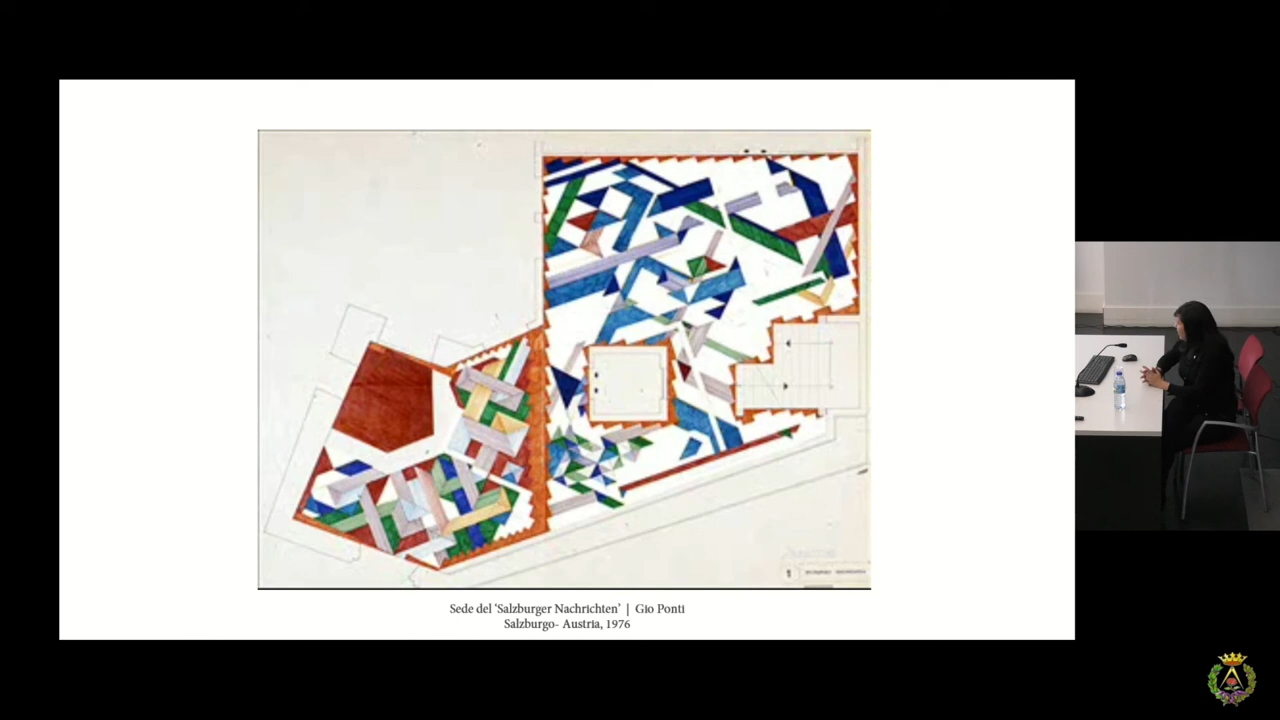 Sede del ‘Salzburger Nachrichten’ | Gio Ponti
Salzburgo- Austria, 1976